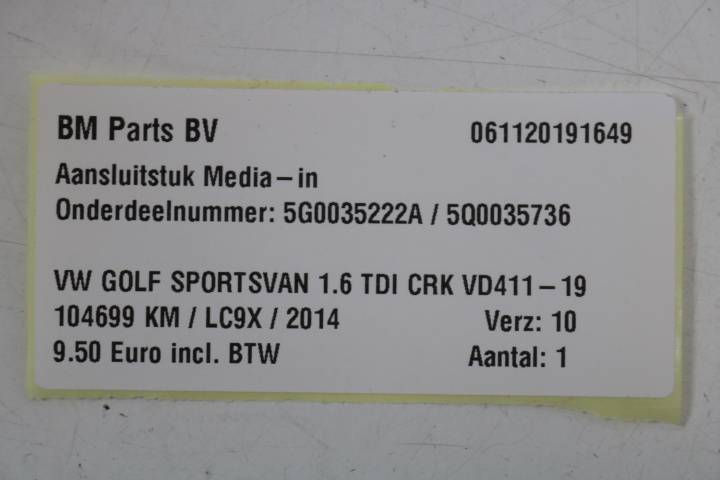 BM Parts BV 061120191649
Aansluitstuk Media-in
Onderdeelnummer: 5G0035222A / 5Q0035736
VW GOLF SPORTSVAN 1.6 TDI CRK VD411-19
104699 KM / LC9X / 2014 Verz: 10
9.50 Euro incl. BTW Aantal: 1